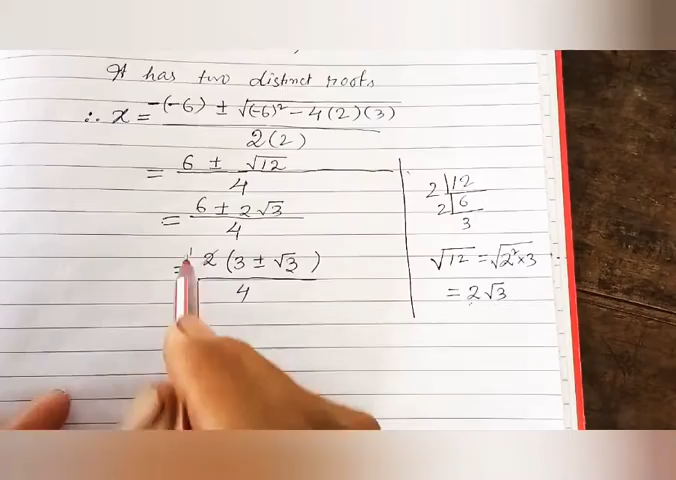 It has two distinct roots
∴ x = -(-6) ± √(-6)² - 4(2)(3)
2(2)
= 6 ± √12
4
= 6 ± 2√3
4
= 1 2 (3 ± √3 )
4
2 | 12
2 | 6
3
√12 = √2²×3
= 2√3